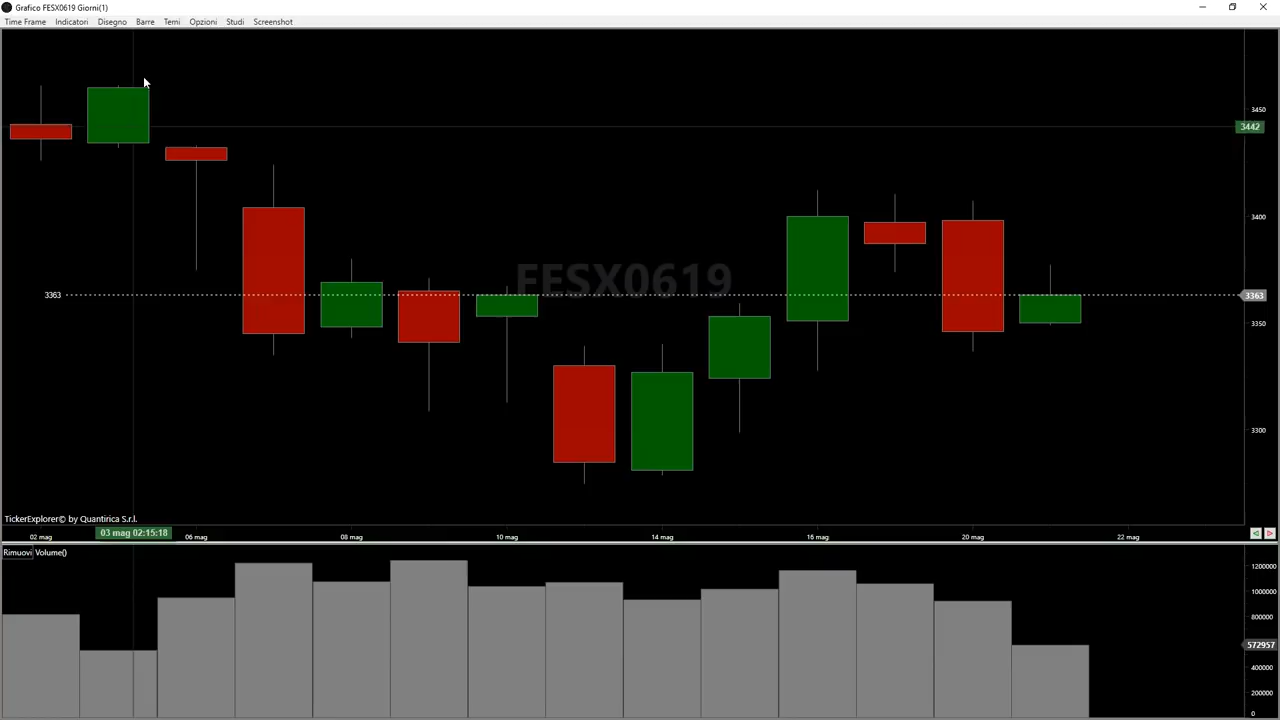 Grafico FESX0619 Giorni(1)
Time Frame Indicatori Disegno Barre Temi Opzioni Studi Screenshot
3450
3442
3400
FESX0619
3363
3363
3350
3300
TickerExplorer© by Quantirica S.r.l.
03 mag 02:15:18
02 mag 06 mag 08 mag 10 mag 14 mag 16 mag 20 mag 22 mag
Rimuovi Volume()
1200000
1000000
800000
572957
400000
200000
0